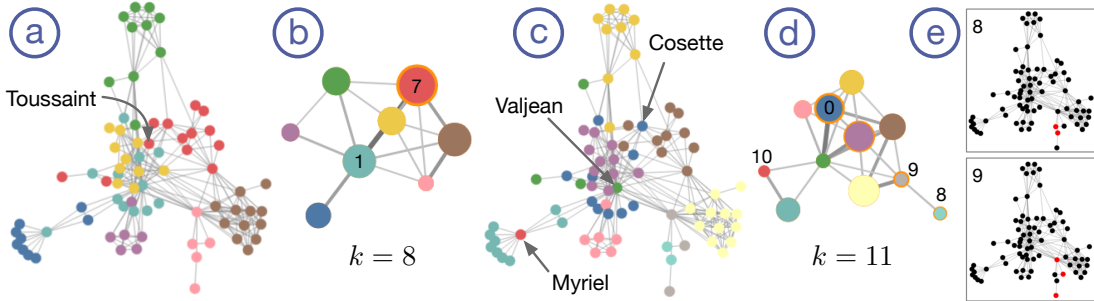 a
Toussaint
b
7
1
k = 8
c
Cosette
Valjean
Myriel
d
0
10
9
8
k = 11
e
8
9